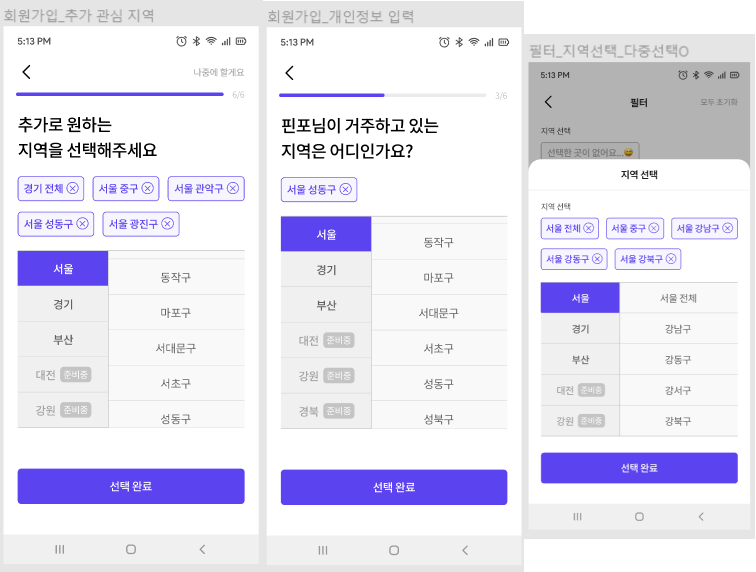 회원가입_추가 관심 지역
5:13 PM
나중에 할게요
6/6
추가로 원하는
지역을 선택해주세요
경기 전체
서울 중구
서울 관악구
서울 성동구
서울 광진구
서울
경기
부산
대전 준비중
강원 준비중
동작구
마포구
서대문구
서초구
성동구
선택 완료
회원가입_개인정보 입력
5:13 PM
3/6
핀포님이 거주하고 있는
지역은 어디인가요?
서울 성동구
서울
경기
부산
대전 준비중
강원 준비중
경북 준비중
동작구
마포구
서대문구
서초구
성동구
성북구
선택 완료
필터_지역선택_다중선택O
5:13 PM
필터
모두 초기화
지역 선택
선택한 곳이 없어요...😅
지역 선택
지역 선택
서울 전체
서울 중구
서울 강남구
서울 강동구
서울 강북구
서울
경기
부산
대전 준비중
강원 준비중
서울 전체
강남구
강동구
강서구
강북구
선택 완료